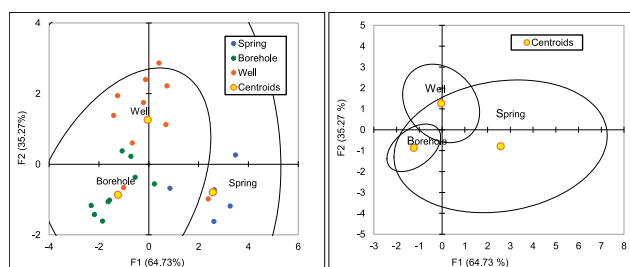 4
2
0
-2
-4
-2
0
2
4
6
F2 (35.27%)
F1 (64.73%)
Spring
Borehole
Well
Centroids
Well
Borehole
Spring
5
4
3
2
1
0
-1
-2
-3
-4
-5
-3 -2 -1 0 1 2 3 4 5 6 7 8
F2 (35.27 %)
F1 (64.73 %)
Centroids
Well
Spring
Borehole